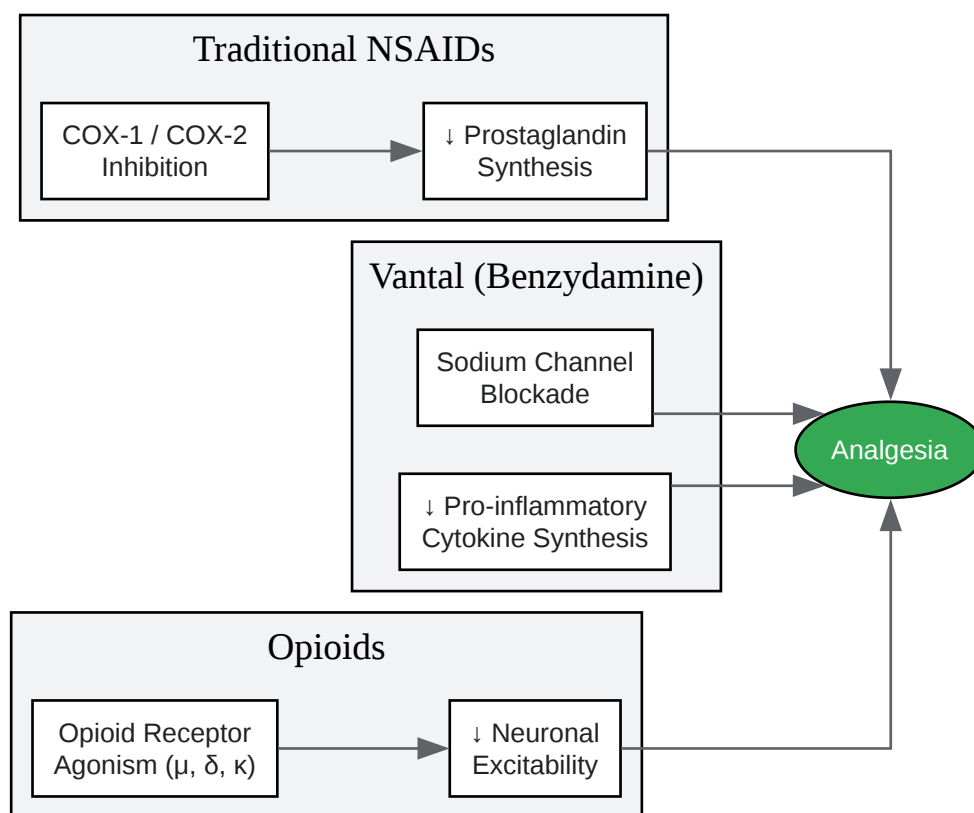 Traditional NSAIDs
COX-1 / COX-2
Inhibition
↓ Prostaglandin
Synthesis
Vantal (Benzydamine)
Sodium Channel
Blockade
↓ Pro-inflammatory
Cytokine Synthesis
Analgesia
Opioids
Opioid Receptor
Agonism (μ, δ, κ)
↓ Neuronal
Excitability